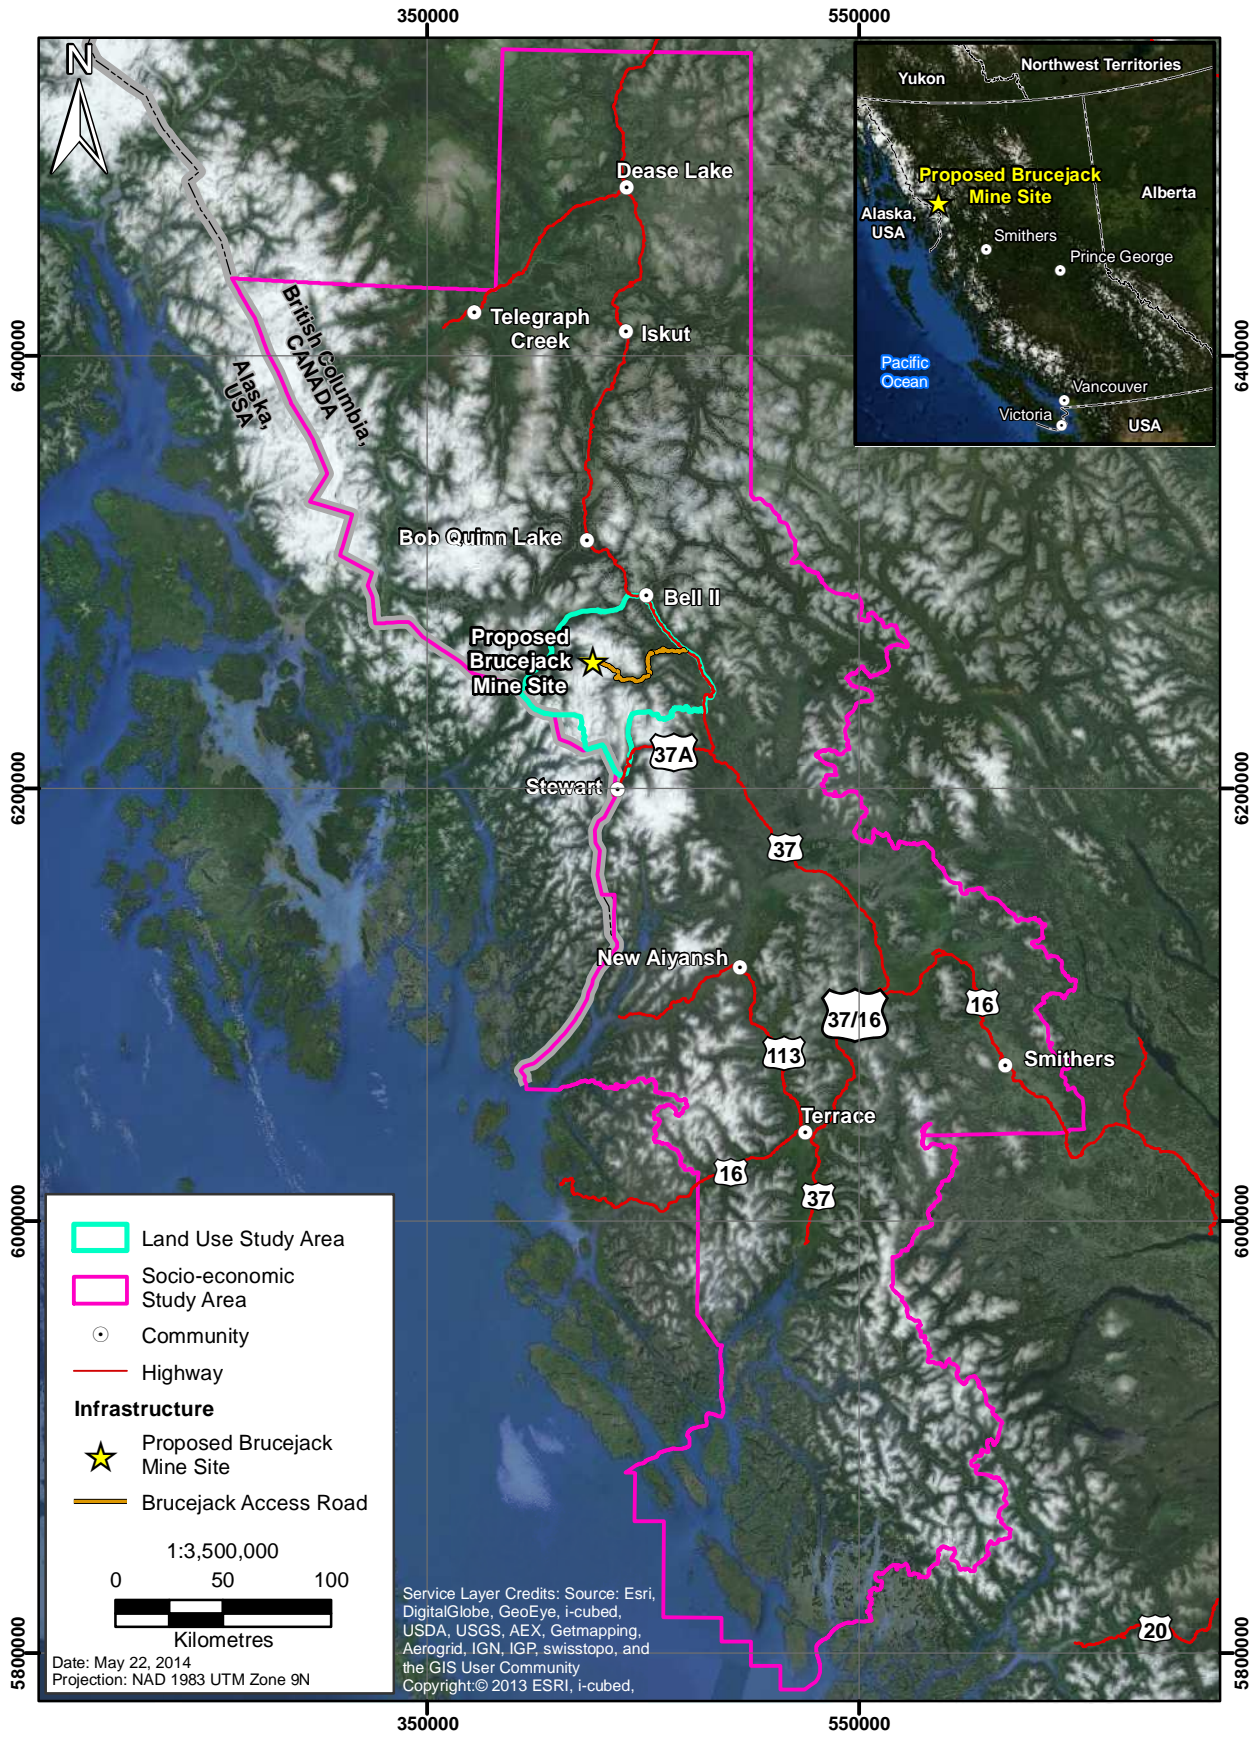 350000
550000
N
Yukon
Northwest Territories
Proposed Brucejack
Mine Site
Alberta
Alaska,
USA
Smithers
Prince George
Pacific
Ocean
Vancouver
Victoria
USA
Dease Lake
Telegraph
Creek
Iskut
British Columbia,
CANADA
Alaska,
USA
6400000
6400000
Bob Quinn Lake
Bell II
Proposed
Brucejack
Mine Site
37A
Stewart
6200000
6200000
37
New Aiyansh
37/16
16
113
Smithers
Terrace
16
37
6000000
6000000
Land Use Study Area
Socio-economic
Study Area
Community
Highway
Infrastructure
Proposed Brucejack
Mine Site
Brucejack Access Road
1:3,500,000
0 50 100
Kilometres
Date: May 22, 2014
Projection: NAD 1983 UTM Zone 9N
Service Layer Credits: Source: Esri,
DigitalGlobe, GeoEye, i-cubed,
USDA, USGS, AEX, Getmapping,
Aerogrid, IGN, IGP, swisstopo, and
the GIS User Community
Copyright:© 2013 ESRI, i-cubed,
20
5800000
5800000
350000
550000